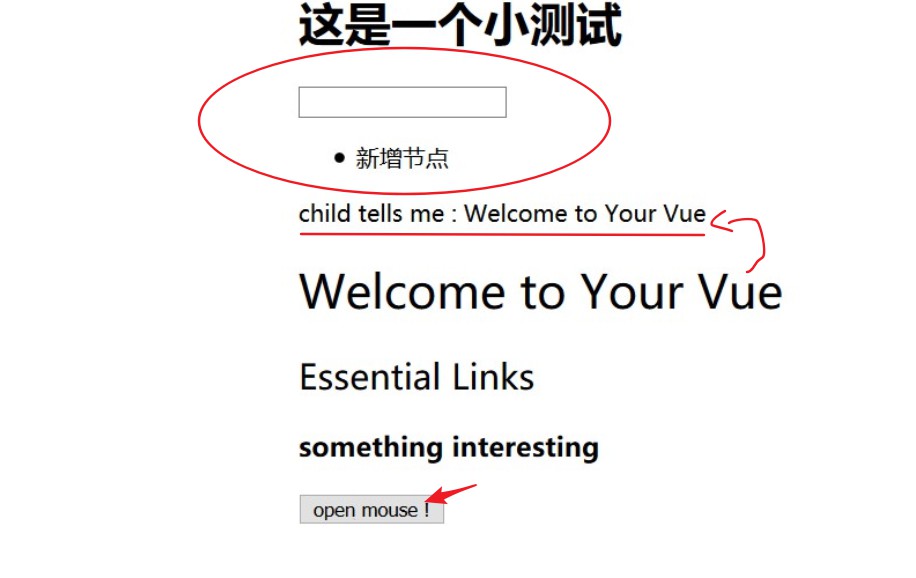 这是一个小测试
新增节点
child tells me : Welcome to Your Vue
Welcome to Your Vue
Essential Links
something interesting
open mouse !